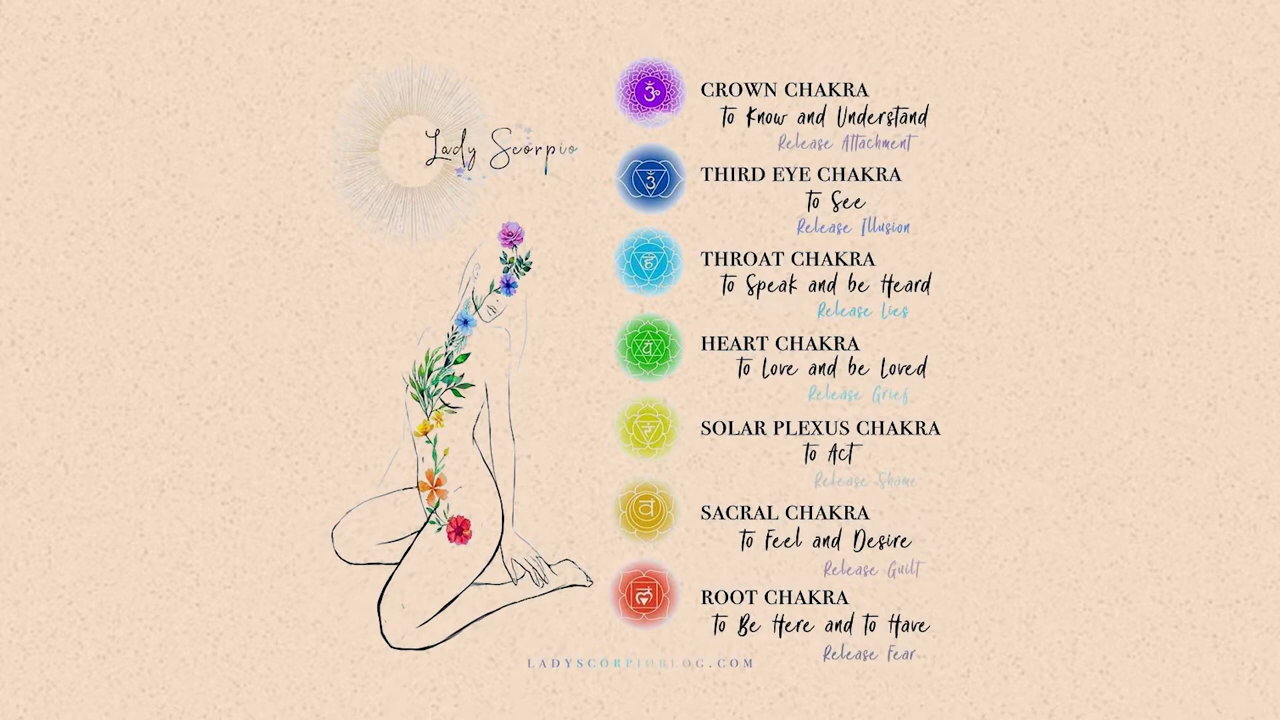 Lady Scorpio
ॐ
CROWN CHAKRA
to Know and Understand
Release Attachment
THIRD EYE CHAKRA
to See
Release Illusion
हं
THROAT CHAKRA
to Speak and be Heard
Release Lies
यं
HEART CHAKRA
to Love and be Loved
Release Grief
रं
SOLAR PLEXUS CHAKRA
to Act
Release Shame
वं
SACRAL CHAKRA
to Feel and Desire
Release Guilt
लं
ROOT CHAKRA
to Be Here and to Have
Release Fear
LADYSCORPIOBLOG.COM